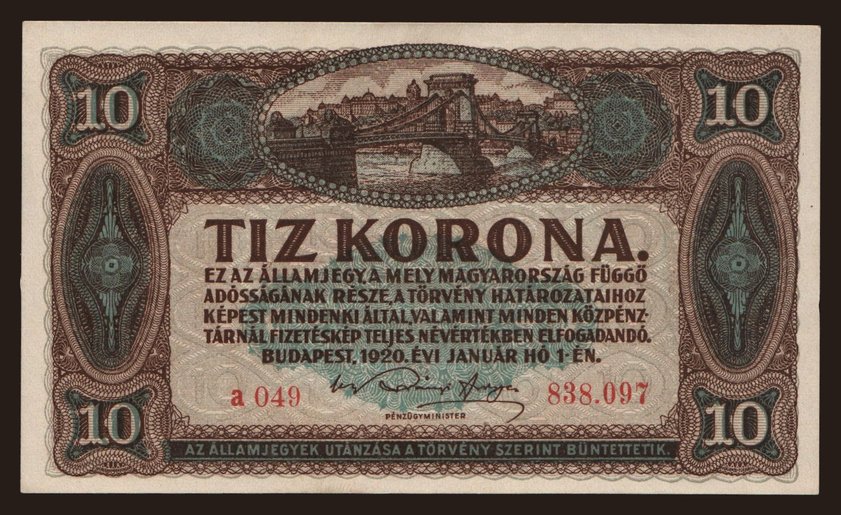 10 10
TIZ KORONA.
EZ AZ ÁLLAMJEGY, A MELY MAGYARORSZÁG FÜGGŐ
ADÓSSÁGÁNAK RÉSZE, A TÖRVÉNY HATÁROZATAIHOZ
KÉPEST MINDENKI ÁLTAL, VALAMINT MINDEN KÖZPÉNZ-
TÁRNÁL FIZETÉSKÉP TELJES NÉVÉRTÉKBEN ELFOGADANDÓ.
BUDAPEST, 1920. ÉVI JANUÁR HÓ 1-ÉN.
a 049 838.097
PÉNZÜGYMINISTER
10 10
AZ ÁLLAMJEGYEK UTÁNZÁSA A TÖRVÉNY SZERINT BÜNTETTETIK.